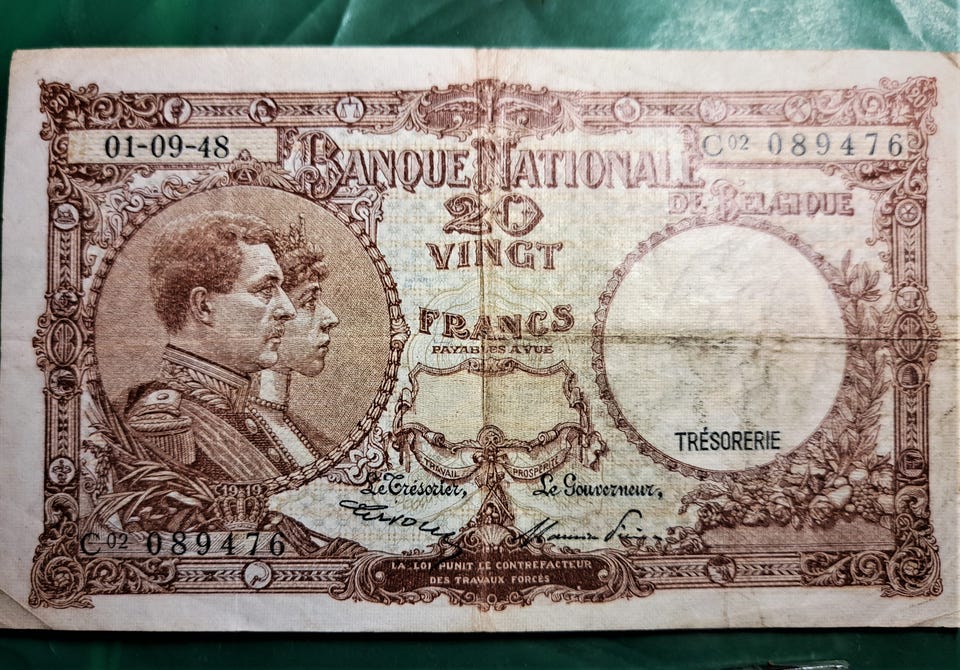 01-09-48
C02 089476
BANQUE NATIONALE
DE BELGIQUE
20
VINGT
FRANCS
PAYABLES A VUE
TRÉSORERIE
TRAVAIL PROSPÉRITÉ
Le Trésorier, Le Gouverneur,
1919
C02 089476
LA LOI PUNIT LE CONTREFACTEUR
DES TRAVAUX FORCÉS